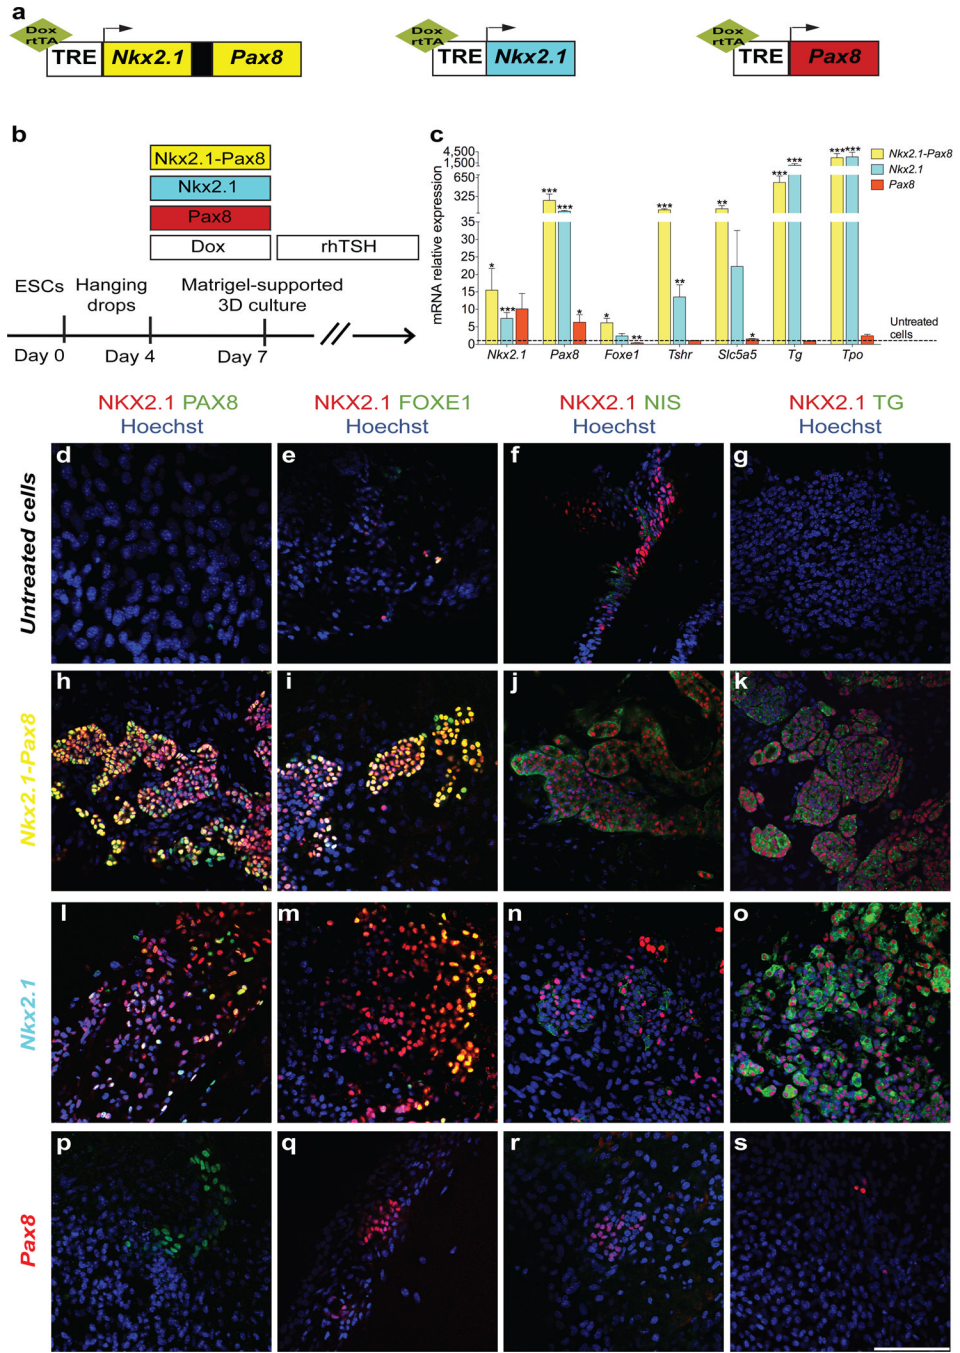 a
Dox
rtTA
TRE Nkx2.1 Pax8
Dox
rtTA
TRE Nkx2.1
Dox
rtTA
TRE Pax8
b
Nkx2.1-Pax8
Nkx2.1
Pax8
Dox rhTSH
ESCs Hanging drops Matrigel-supported 3D culture
Day 0 Day 4 Day 7
c
mRNA relative expression
4,500
1,500
650
325
35
30
25
20
15
10
5
0
* *** *** *** * * ** *** ** ** * *** *** *** ***
Nkx2.1-Pax8
Nkx2.1
Pax8
Untreated
cells
Nkx2.1 Pax8 Foxe1 Tshr Slc5a5 Tg Tpo
NKX2.1 PAX8
Hoechst
NKX2.1 FOXE1
Hoechst
NKX2.1 NIS
Hoechst
NKX2.1 TG
Hoechst
Untreated cells
d e f g
Nkx2.1-Pax8
h i j k
Nkx2.1
l m n o
Pax8
p q r s